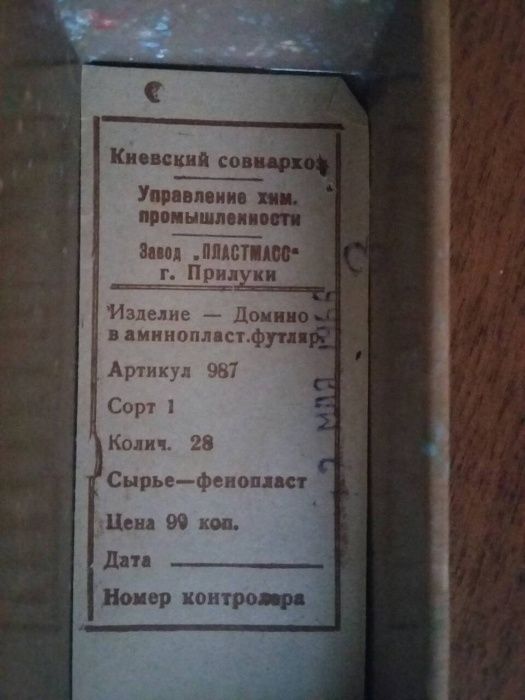 Киевский совнархоз
Управление хим.
промышленности
Завод „ПЛАСТМАСС“
г. Прилуки
Изделие — Домино
в аминопласт.футляр.
Артикул 987
Сорт 1
Колич. 28
Сырье—фенопласт
Цена 90 коп.
Дата
Номер контролера
МАЯ